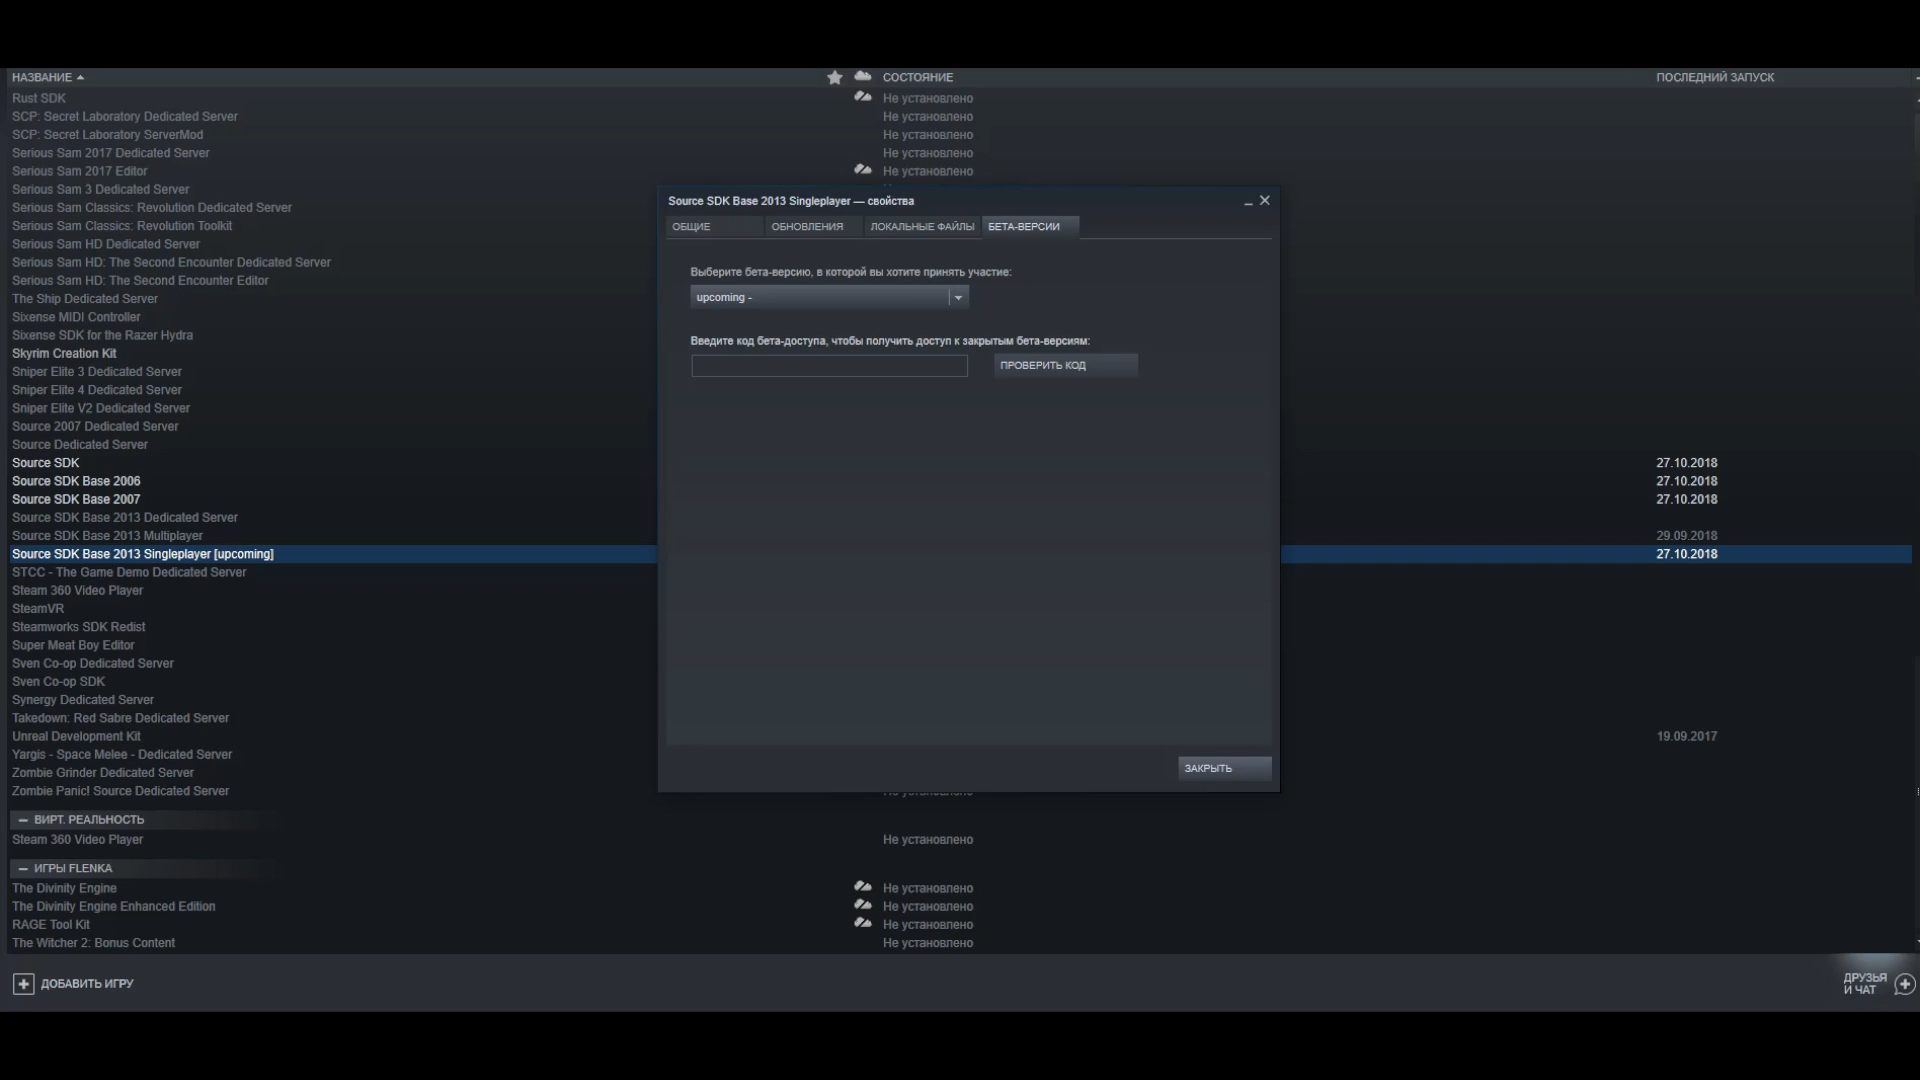 НАЗВАНИЕ СОСТОЯНИЕ ПОСЛЕДНИЙ ЗАПУСК
Rust SDK Не установлено
SCP: Secret Laboratory Dedicated Server Не установлено
SCP: Secret Laboratory ServerMod Не установлено
Serious Sam 2017 Dedicated Server Не установлено
Serious Sam 2017 Editor Не установлено
Serious Sam 3 Dedicated Server
Serious Sam Classics: Revolution Dedicated Server
Serious Sam Classics: Revolution Toolkit
Serious Sam HD Dedicated Server
Serious Sam HD: The Second Encounter Dedicated Server
Serious Sam HD: The Second Encounter Editor
The Ship Dedicated Server
Sixense MIDI Controller
Sixense SDK for the Razer Hydra
Skyrim Creation Kit
Sniper Elite 3 Dedicated Server
Sniper Elite 4 Dedicated Server
Sniper Elite V2 Dedicated Server
Source 2007 Dedicated Server
Source Dedicated Server
Source SDK 27.10.2018
Source SDK Base 2006 27.10.2018
Source SDK Base 2007 27.10.2018
Source SDK Base 2013 Dedicated Server
Source SDK Base 2013 Multiplayer 29.09.2018
Source SDK Base 2013 Singleplayer [upcoming] 27.10.2018
STCC - The Game Demo Dedicated Server
Steam 360 Video Player
SteamVR
Steamworks SDK Redist
Super Meat Boy Editor
Sven Co-op Dedicated Server
Sven Co-op SDK
Synergy Dedicated Server
Takedown: Red Sabre Dedicated Server
Unreal Development Kit 19.09.2017
Yargis - Space Melee - Dedicated Server
Zombie Grinder Dedicated Server
Zombie Panic! Source Dedicated Server
ВИРТ. РЕАЛЬНОСТЬ
Steam 360 Video Player Не установлено
ИГРЫ FLENKA
The Divinity Engine Не установлено
The Divinity Engine Enhanced Edition Не установлено
RAGE Tool Kit Не установлено
The Witcher 2: Bonus Content Не установлено
ДОБАВИТЬ ИГРУ
ДРУЗЬЯ
И ЧАТ
Source SDK Base 2013 Singleplayer — свойства
ОБЩИЕ ОБНОВЛЕНИЯ ЛОКАЛЬНЫЕ ФАЙЛЫ БЕТА-ВЕРСИИ
Выберите бета-версию, в которой вы хотите принять участие:
upcoming -
Введите код бета-доступа, чтобы получить доступ к закрытым бета-версиям:
ПРОВЕРИТЬ КОД
ЗАКРЫТЬ